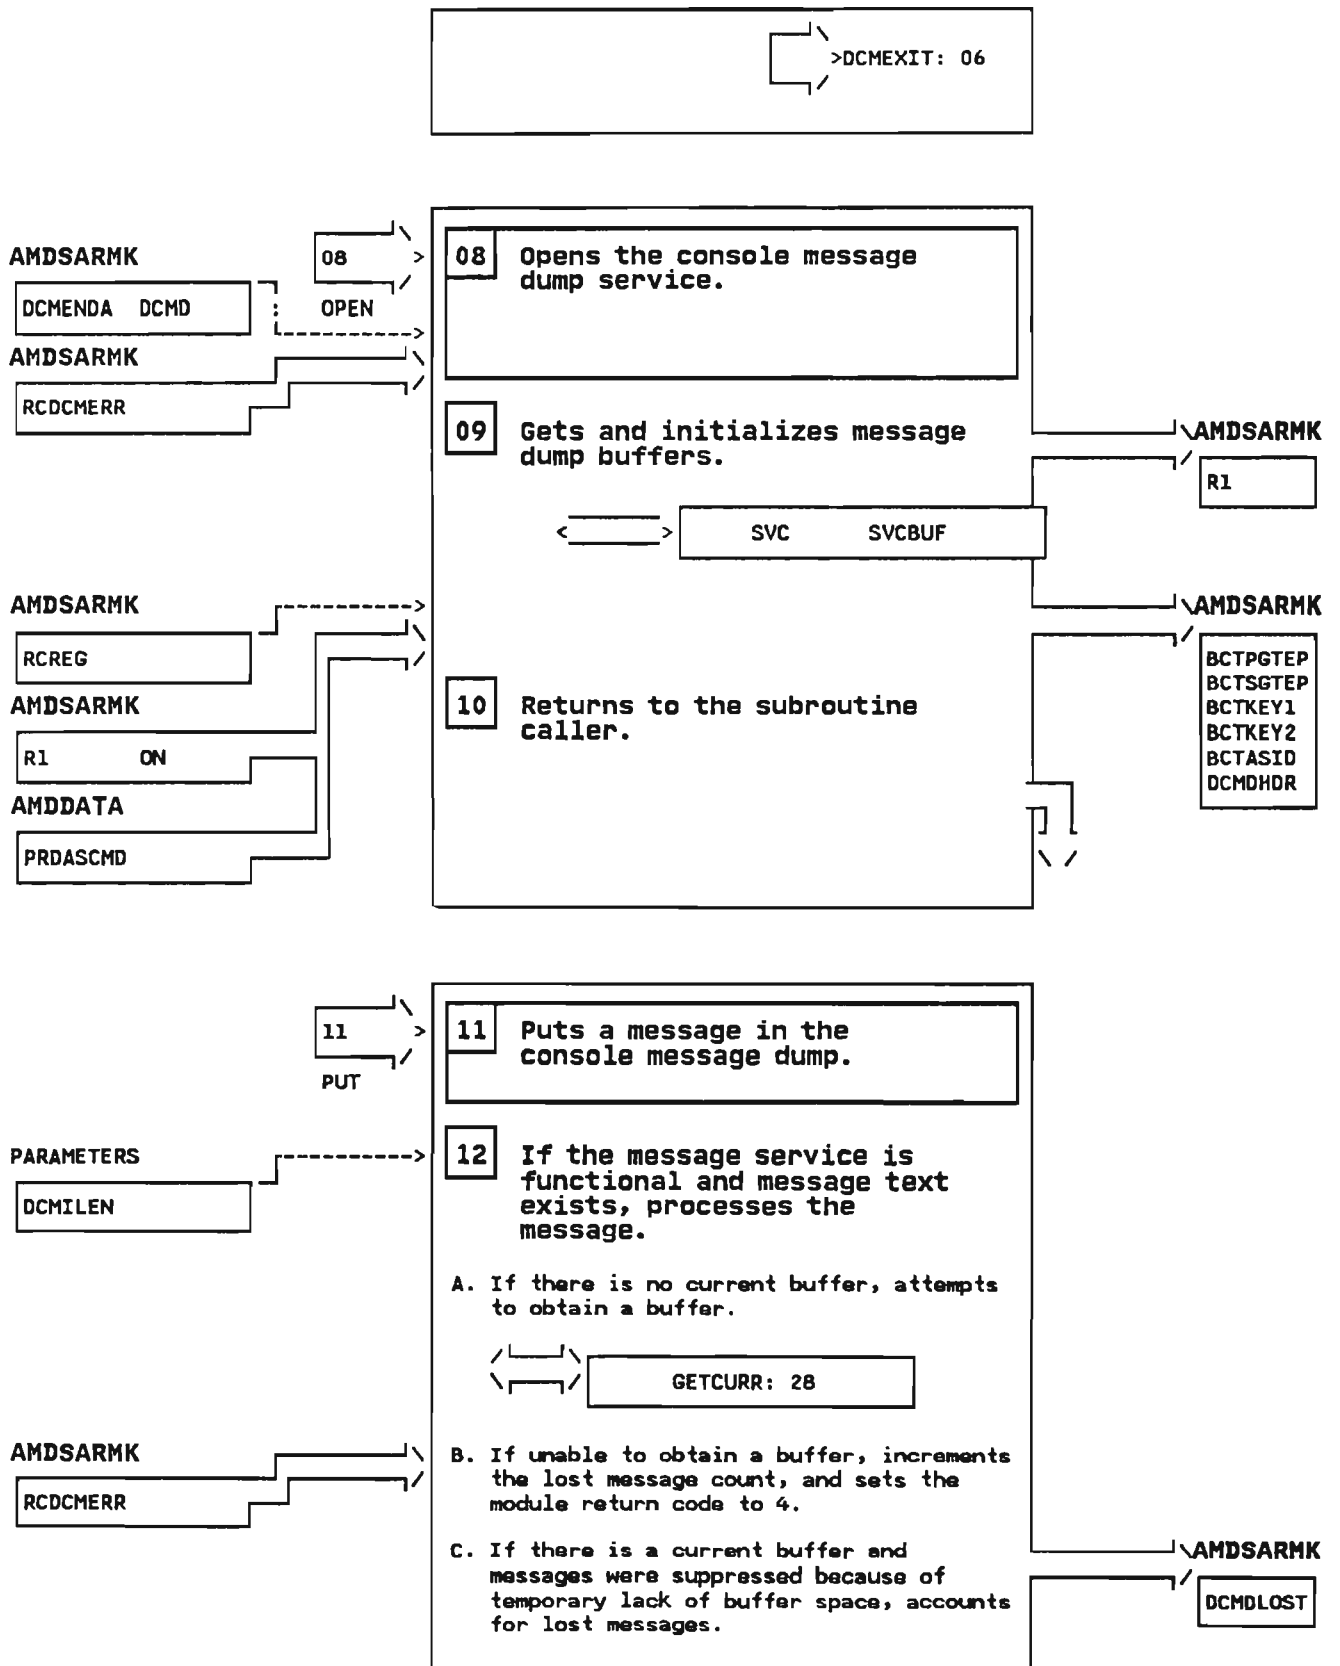 >DCMEXIT: 06
AMDSARMK
08
OPEN
DCMENDA DCMD
AMDSARMK
RCDCMERR
08 Opens the console message
dump service.
09 Gets and initializes message
dump buffers.
AMDSARMK
R1
SVC SVCBUF
AMDSARMK
RCREG
AMDSARMK
R1 ON
AMDDATA
PRDASCMD
AMDSARMK
BCTPGTEP
BCTSGTEP
BCTKEY1
BCTKEY2
BCTASID
DCMDHDR
10 Returns to the subroutine
caller.
11
PUT
11 Puts a message in the
console message dump.
PARAMETERS
DCMILEN
12 If the message service is
functional and message text
exists, processes the
message.
A. If there is no current buffer, attempts
to obtain a buffer.
GETCURR: 28
AMDSARMK
RCDCMERR
B. If unable to obtain a buffer, increments
the lost message count, and sets the
module return code to 4.
C. If there is a current buffer and
messages were suppressed because of
temporary lack of buffer space, accounts
for lost messages.
AMDSARMK
DCMDLOST